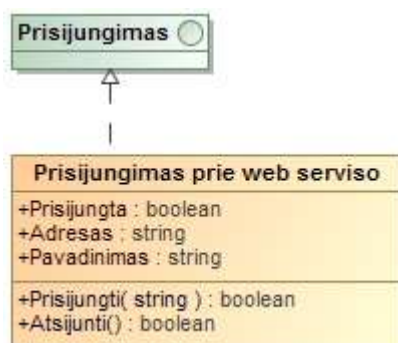 Prisijungimas
Prisijungimas prie web serviso
+Prisijungta : boolean
+Adresas : string
+Pavadinimas : string
+Prisijungti( string ) : boolean
+Atsijunti() : boolean